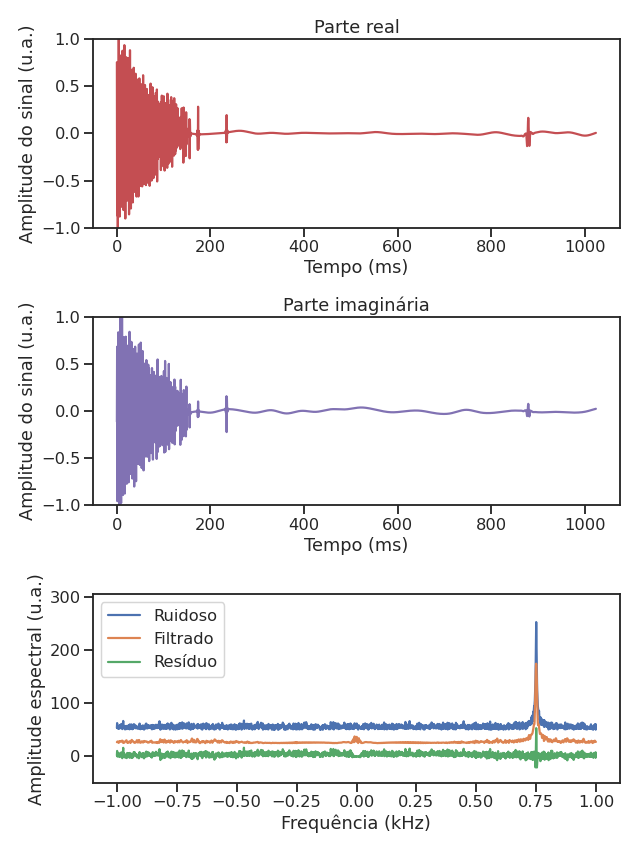 Parte real
Amplitude do sinal (u.a.)
1.0
0.5
0.0
−0.5
−1.0
0 200 400 600 800 1000
Tempo (ms)
Parte imaginária
Amplitude do sinal (u.a.)
1.0
0.5
0.0
−0.5
−1.0
0 200 400 600 800 1000
Tempo (ms)
Amplitude espectral (u.a.)
300
200
100
0
Ruidoso
Filtrado
Resíduo
−1.00 −0.75 −0.50 −0.25 0.00 0.25 0.50 0.75 1.00
Frequência (kHz)